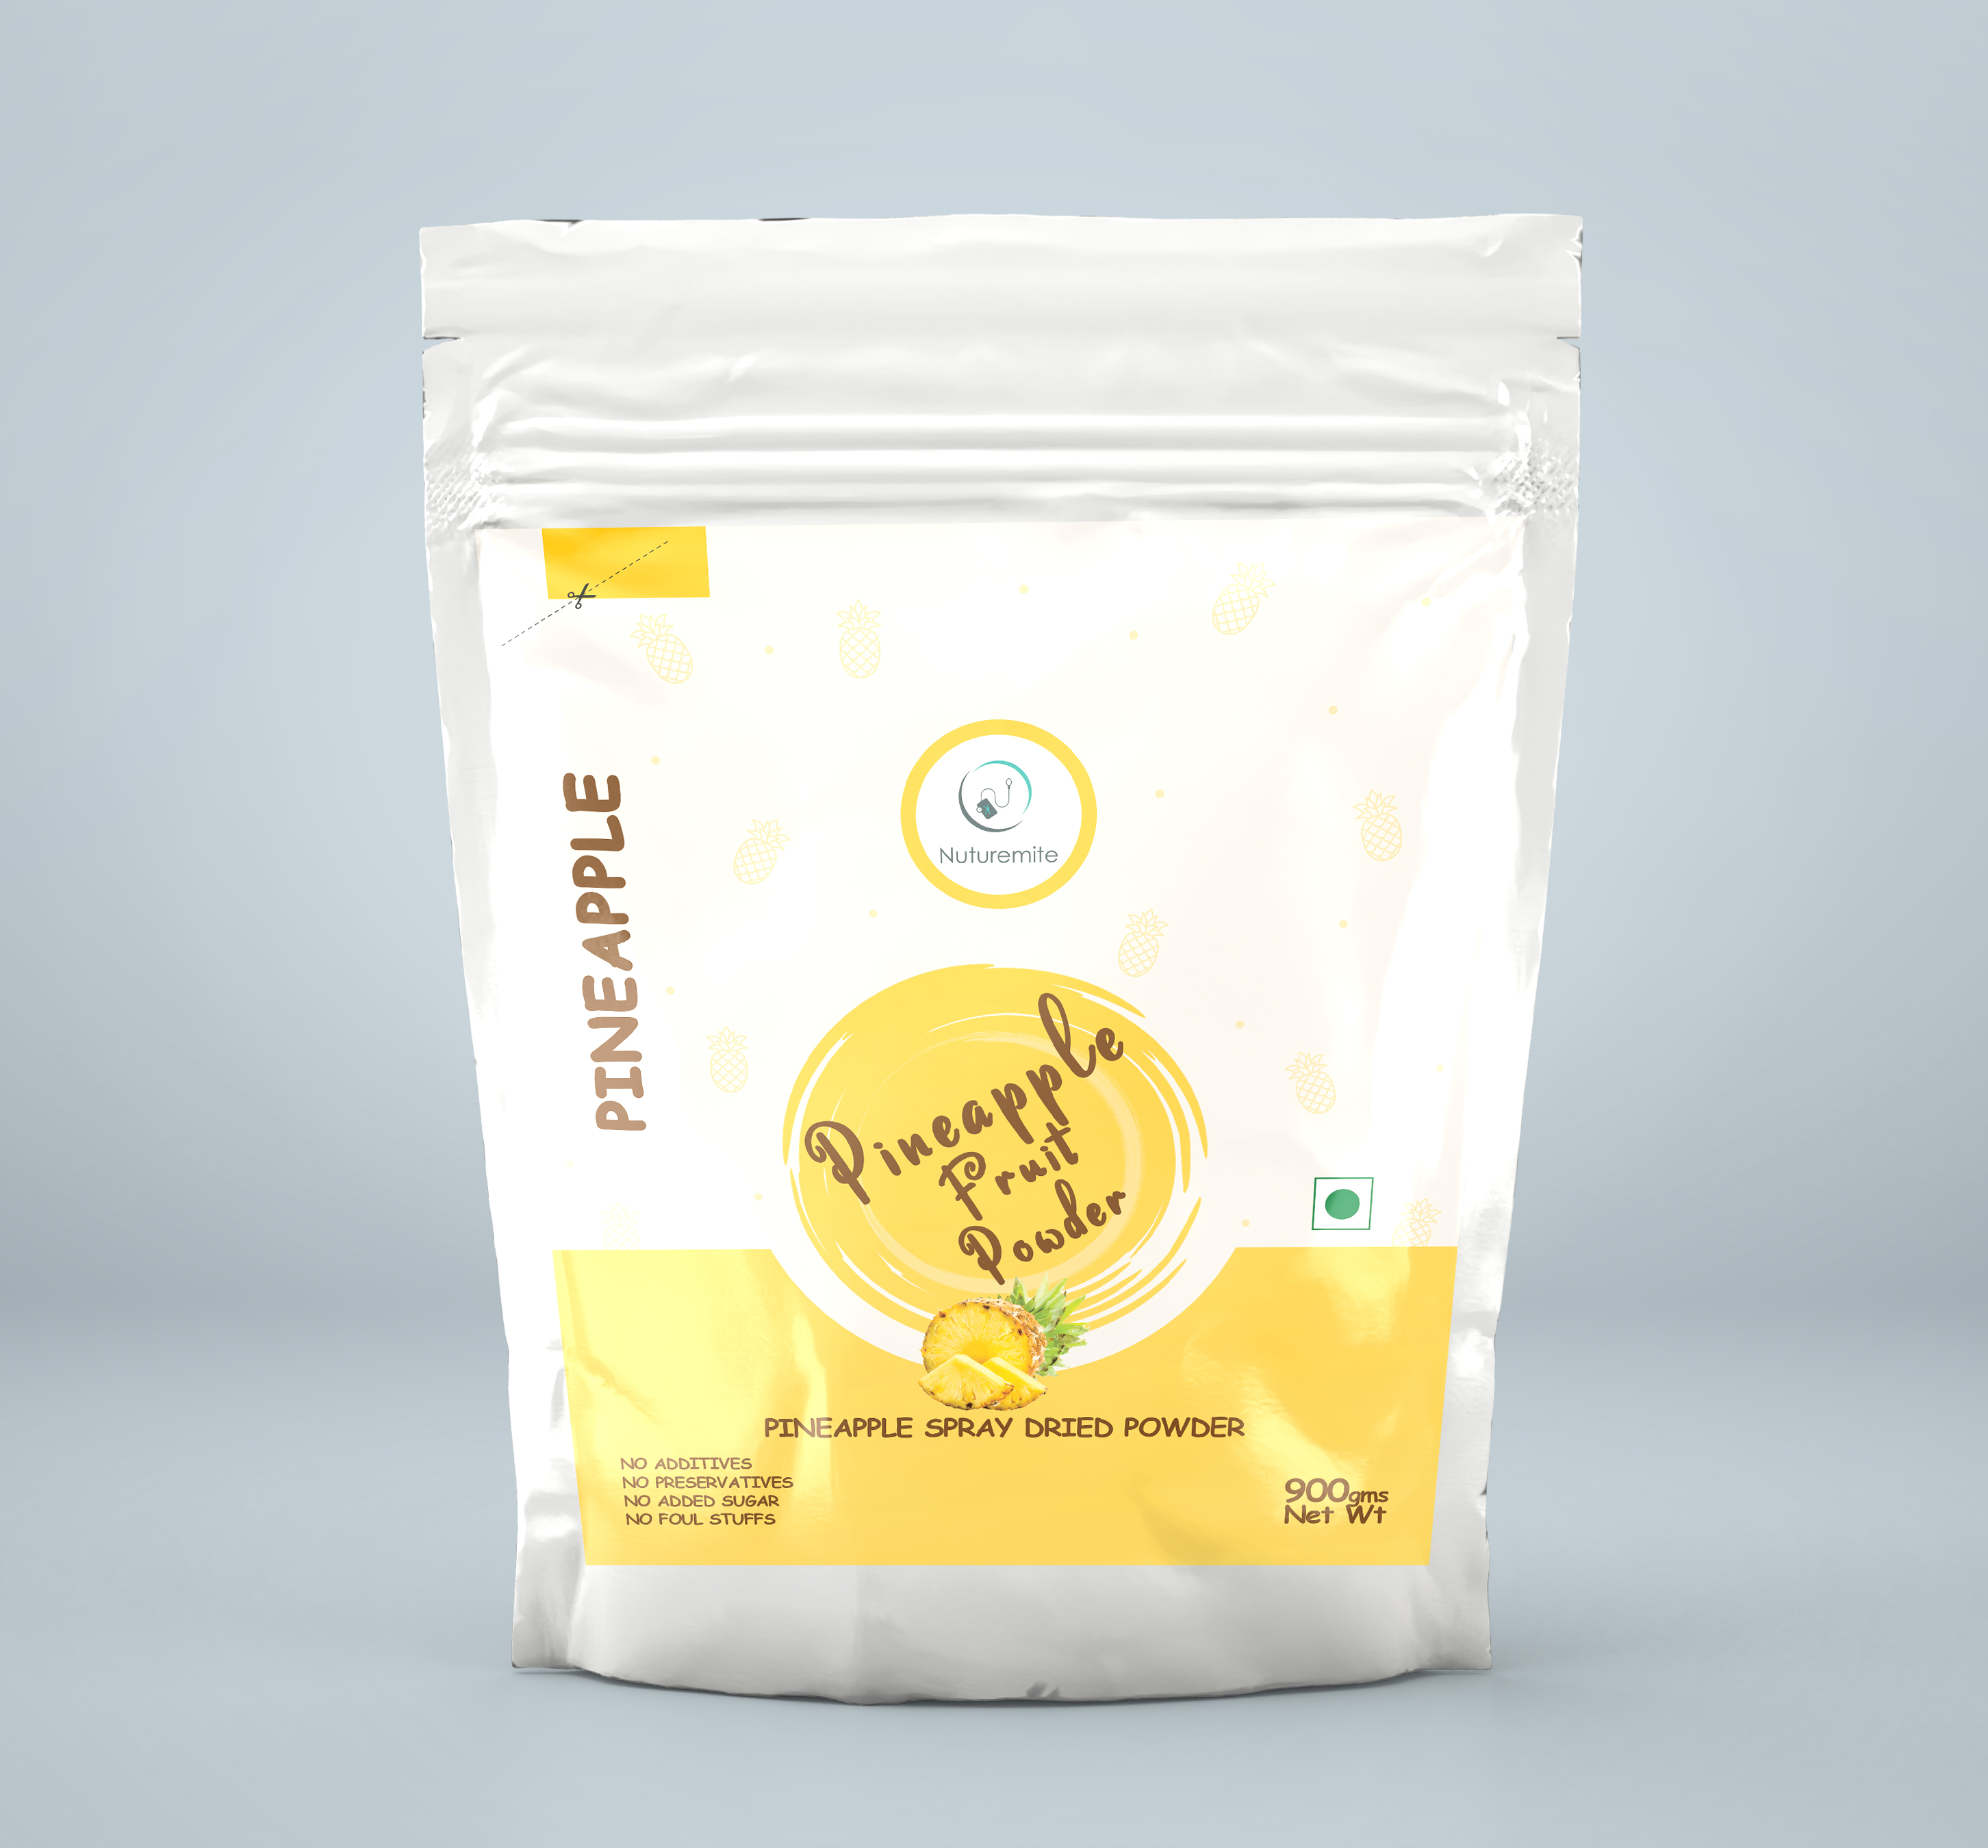 Nuturemite
PINEAPPLE
Pineapple
Fruit
Powder
PINEAPPLE SPRAY DRIED POWDER
NO ADDITIVES
NO PRESERVATIVES
NO ADDED SUGAR
NO FOUL STUFFS
900gms
Net Wt